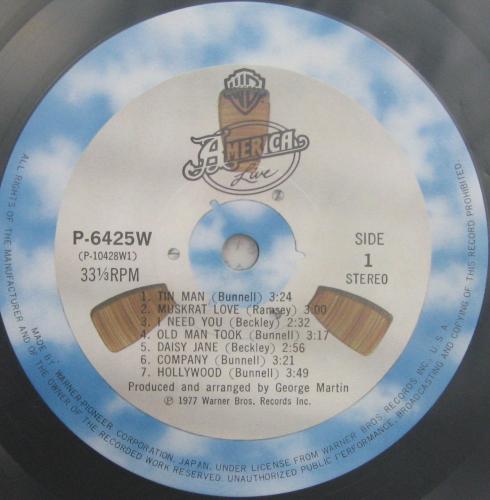 WB
America
Live
P-6425W
(P-10428W1)
33⅓RPM
SIDE
1
STEREO
1. TIN MAN (Bunnell) 3:24
2. MUSKRAT LOVE (Ramsey) 3:00
3. I NEED YOU (Beckley) 2:32
4. OLD MAN TOOK (Bunnell) 3:17
5. DAISY JANE (Beckley) 2:56
6. COMPANY (Bunnell) 3:21
7. HOLLYWOOD (Bunnell) 3:49
Produced and arranged by George Martin
Ⓟ 1977 Warner Bros. Records Inc.
MADE BY WARNER-PIONEER CORPORATION, JAPAN, UNDER LICENSE FROM WARNER BROS. RECORDS INC., U.S.A.
ALL RIGHTS OF THE MANUFACTURER AND OF THE OWNER OF THE RECORDED WORK RESERVED. UNAUTHORIZED PUBLIC PERFORMANCE, BROADCASTING AND COPYING OF THIS RECORD PROHIBITED.